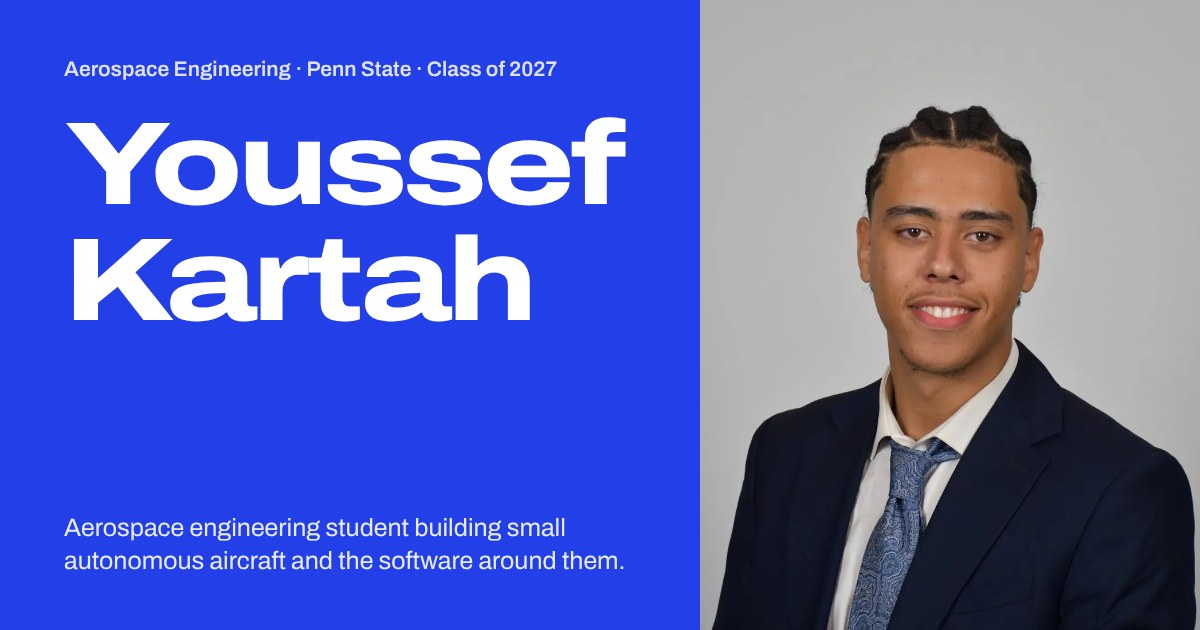 Aerospace Engineering · Penn State · Class of 2027
Youssef
Kartah
Aerospace engineering student building small
autonomous aircraft and the software around them.